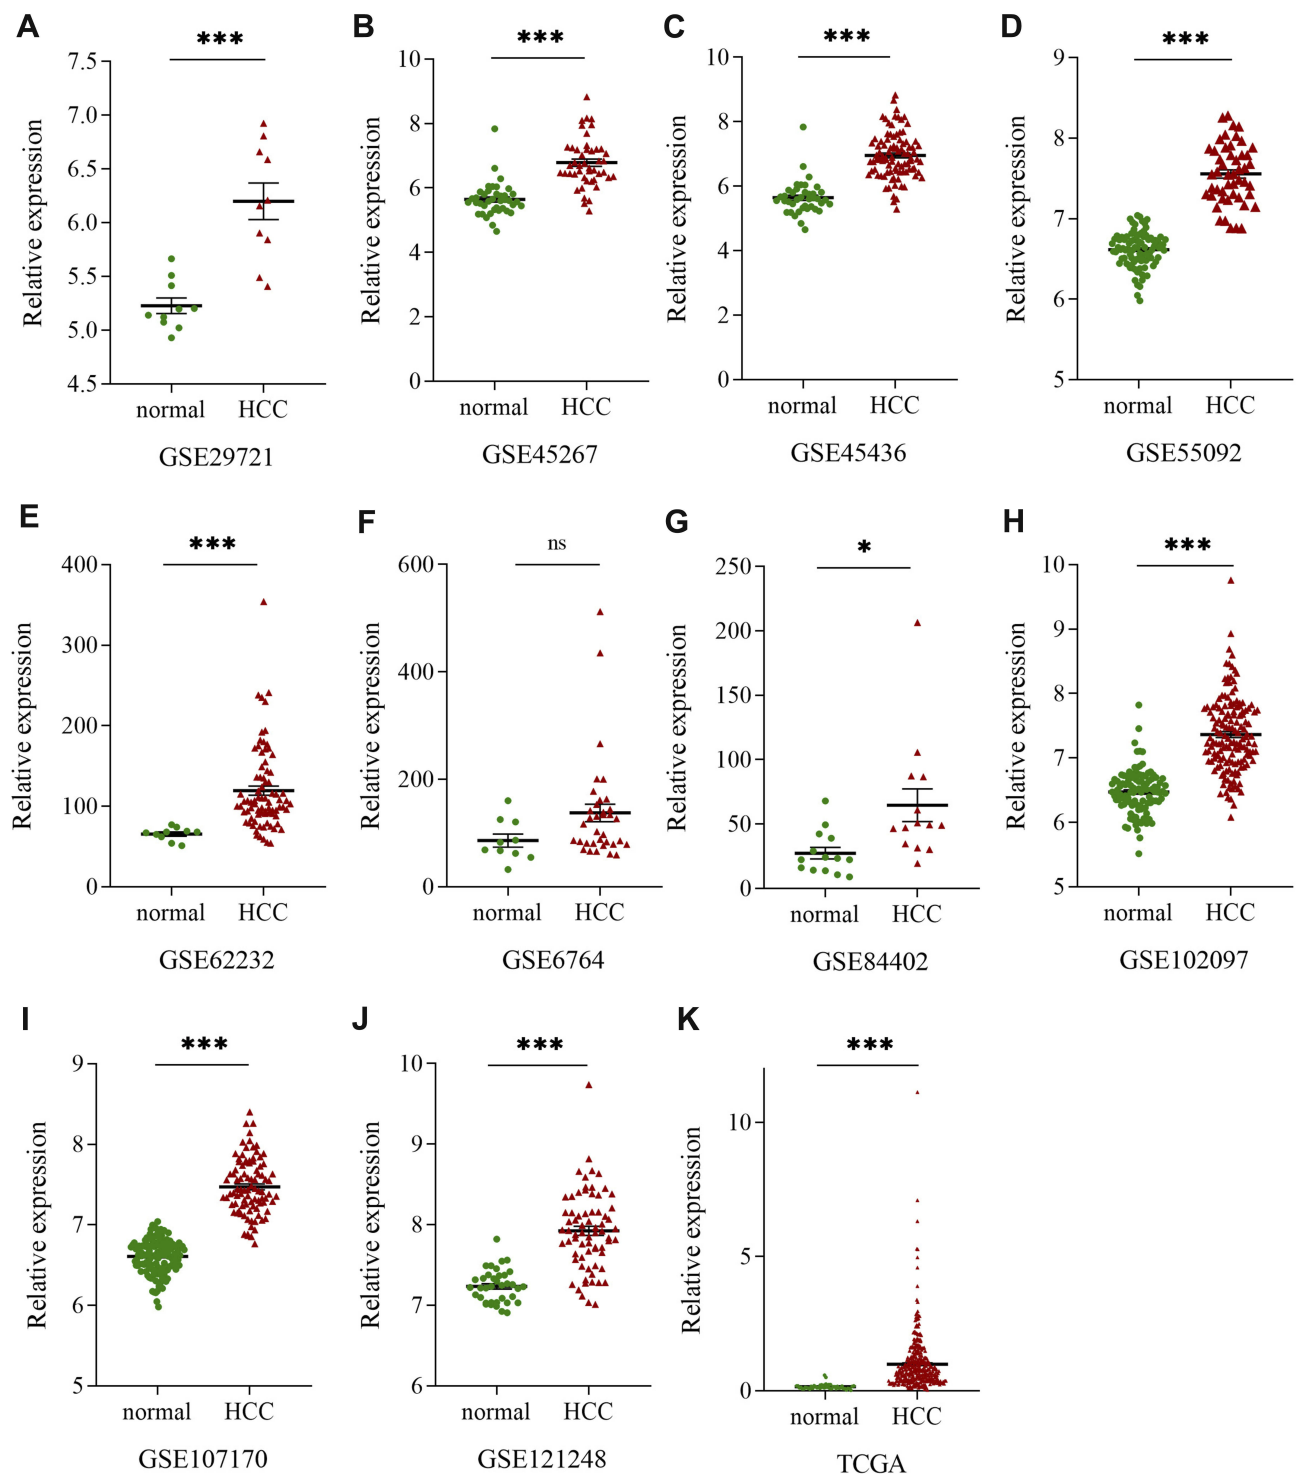 A
***
Relative expression
7.5
7.0
6.5
6.0
5.5
5.0
4.5
normal HCC
GSE29721
B
***
Relative expression
10
8
6
4
2
0
normal HCC
GSE45267
C
***
Relative expression
10
8
6
4
2
0
normal HCC
GSE45436
D
***
Relative expression
9
8
7
6
5
normal HCC
GSE55092
E
***
Relative expression
400
300
200
100
0
normal HCC
GSE62232
F
ns
Relative expression
600
400
200
0
normal HCC
GSE6764
G
*
Relative expression
250
200
150
100
50
0
normal HCC
GSE84402
H
***
Relative expression
10
9
8
7
6
5
normal HCC
GSE102097
I
***
Relative expression
9
8
7
6
5
normal HCC
GSE107170
J
***
Relative expression
10
9
8
7
6
normal HCC
GSE121248
K
***
Relative expression
10
5
0
normal HCC
TCGA